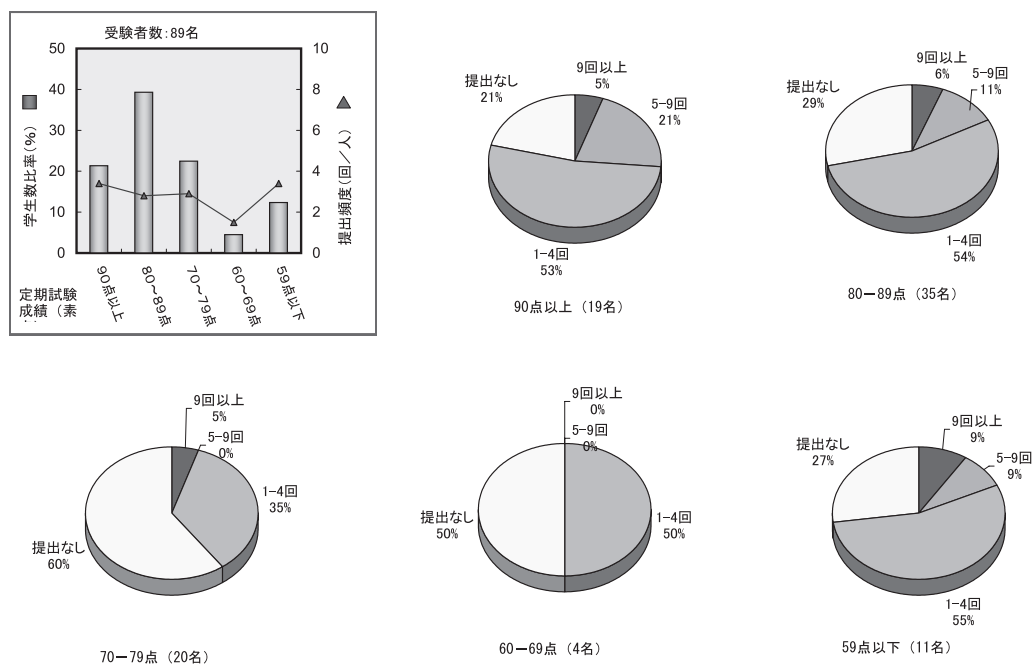 受験者数:89名
50
40
30
20
10
0
10
8
6
4
2
0
学生数比率(%)
提出頻度(回/人)
90点以上
80~89点
70~79点
60~69点
59点以下
定期試験
成績（素
9回以上
5%
5-9回
21%
1-4回
53%
提出なし
21%
90点以上（19名）
9回以上
6%
5-9回
11%
1-4回
54%
提出なし
29%
80ー89点（35名）
9回以上
5%
5-9回
0%
1-4回
35%
提出なし
60%
70ー79点（20名）
9回以上
0%
5-9回
0%
1-4回
50%
提出なし
50%
60ー69点（4名）
9回以上
9%
5-9回
9%
1-4回
55%
提出なし
27%
59点以下（11名）